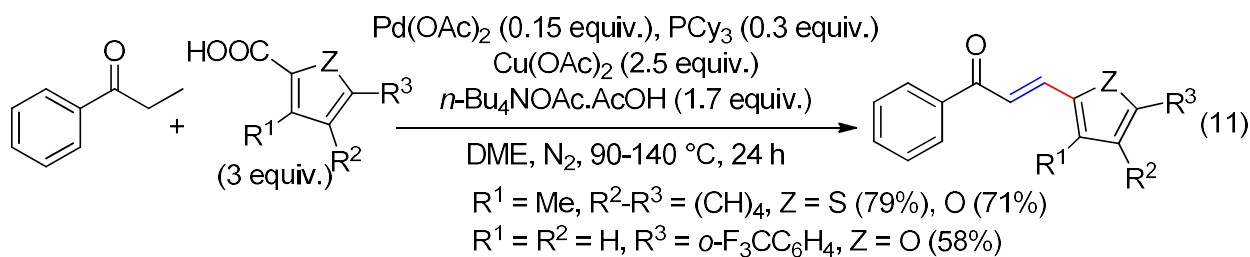 Pd(OAc)₂ (0.15 equiv.), PCy₃ (0.3 equiv.)
Cu(OAc)₂ (2.5 equiv.)
n-Bu₄NOAc.AcOH (1.7 equiv.)
DME, N₂, 90-140 °C, 24 h
O
+
HOOC
Z
R³
R¹
R²
(3 equiv.)
O
Z
R³
R¹
R²
(11)
R¹ = Me, R²-R³ = (CH)₄, Z = S (79%), O (71%)
R¹ = R² = H, R³ = o-F₃CC₆H₄, Z = O (58%)